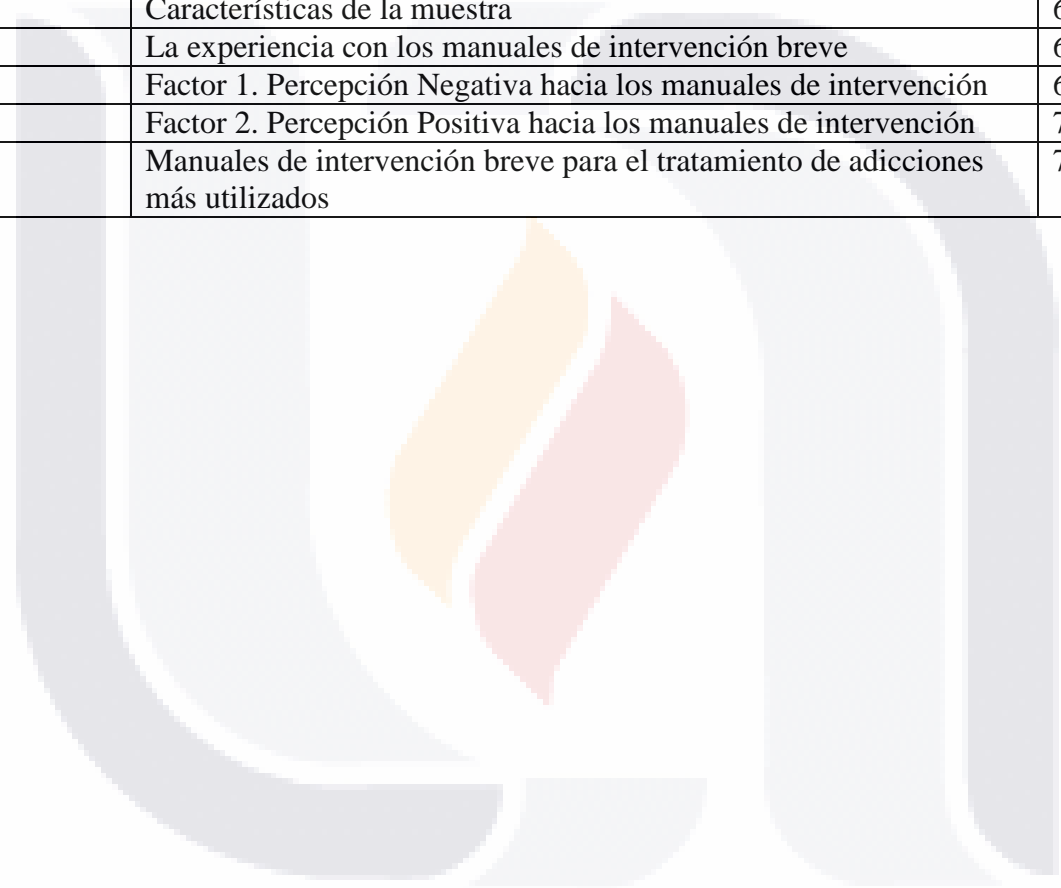 Características de la muestra
La experiencia con los manuales de intervención breve
Factor 1. Percepción Negativa hacia los manuales de intervención
Factor 2. Percepción Positiva hacia los manuales de intervención
Manuales de intervención breve para el tratamiento de adicciones
más utilizados